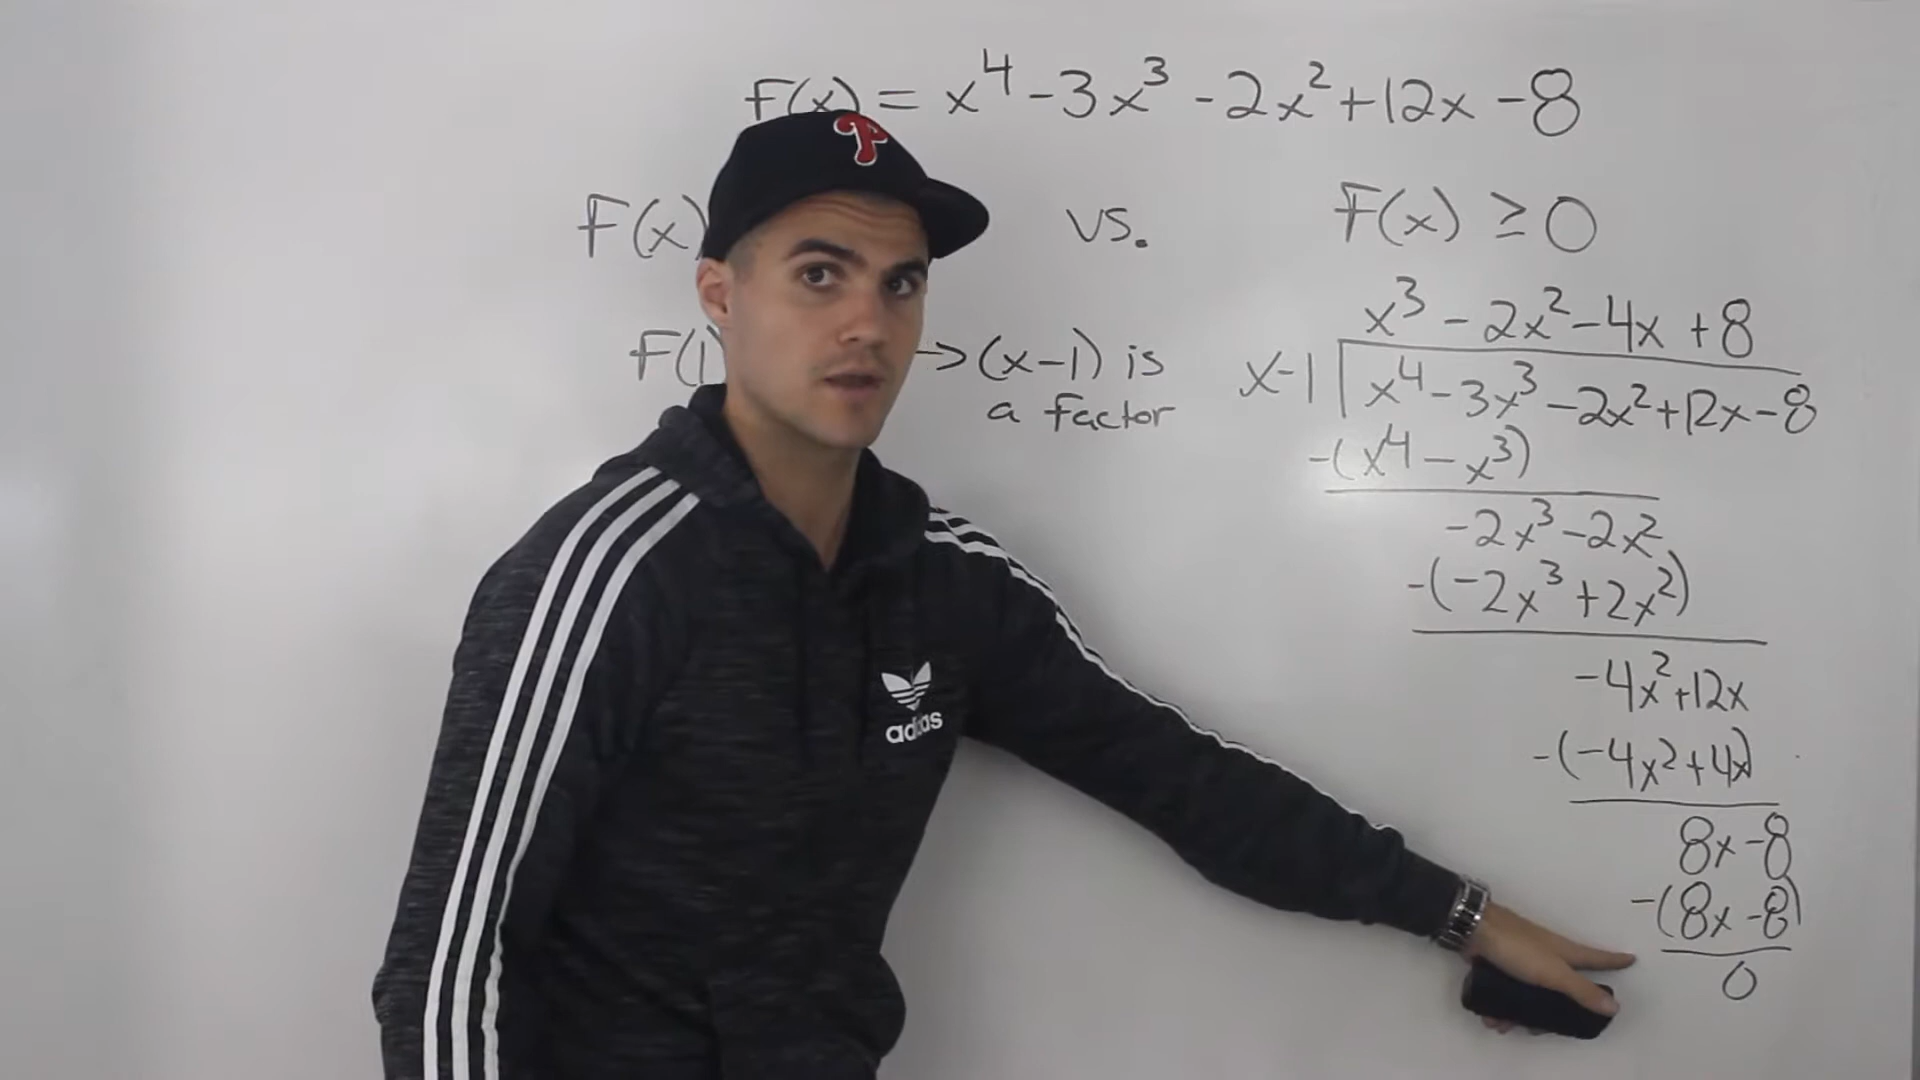 F(x) = x⁴ - 3x³ - 2x² + 12x - 8
F(x) vs. F(x) ≥ 0
F(1) → (x-1) is
a factor
x³ - 2x² - 4x + 8
x-1 | x⁴ - 3x³ - 2x² + 12x - 8
-(x⁴ - x³)
-2x³ - 2x²
-(-2x³ + 2x²)
-4x² + 12x
-(-4x² + 4x)
8x - 8
-(8x - 8)
0
P
adidas